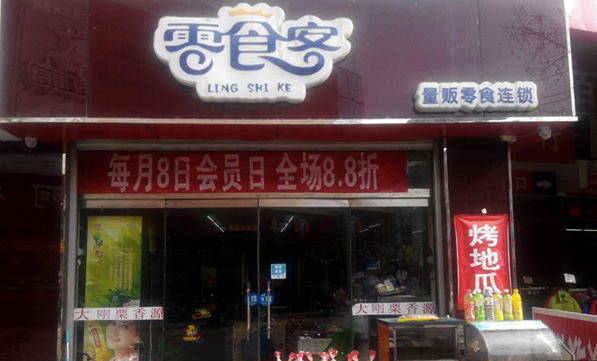 零食客
LING SHI KE
量贩零食连锁
每月8日会员日 全场8.8折
烤地瓜
大刚栗香源
大刚栗香源